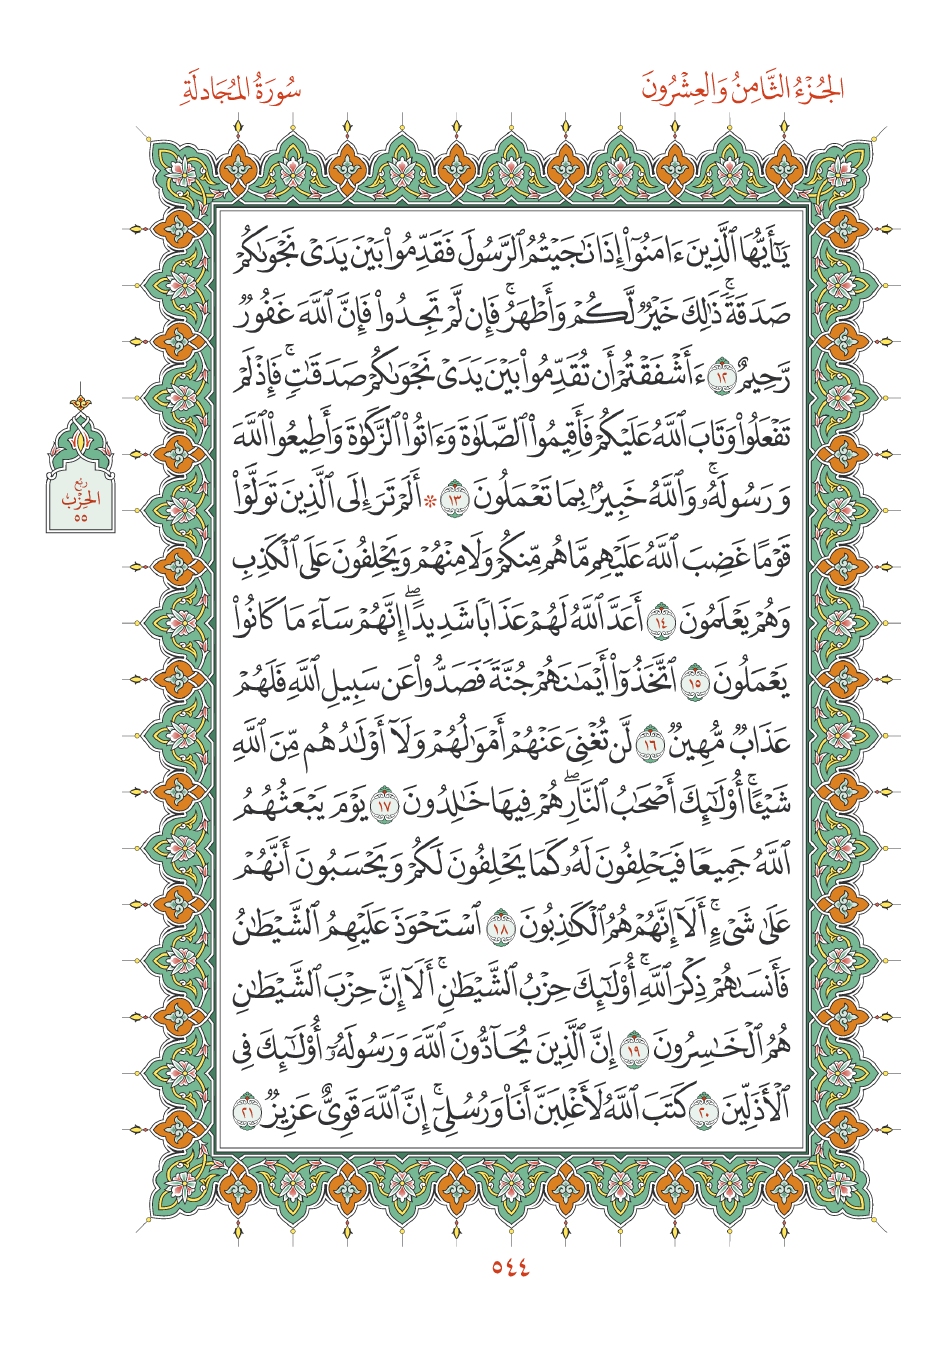 الجُزْءُ الثَّامِنُ وَالعِشْرُونَ
سُورَةُ المُجَادلَةِ
يَٰٓأَيُّهَا ٱلَّذِينَ ءَامَنُوٓاْ إِذَا نَٰجَيۡتُمُ ٱلرَّسُولَ فَقَدِّمُواْ بَيۡنَ يَدَيۡ نَجۡوَىٰكُمۡ
صَدَقَةٗۚ ذَٰلِكَ خَيۡرٞ لَّكُمۡ وَأَطۡهَرُۚ فَإِن لَّمۡ تَجِدُواْ فَإِنَّ ٱللَّهَ غَفُورٞ
رَّحِيمٌ ١٢ ءَأَشۡفَقۡتُمۡ أَن تُقَدِّمُواْ بَيۡنَ يَدَيۡ نَجۡوَىٰكُمۡ صَدَقَٰتٖۚ فَإِذۡ لَمۡ
تَفۡعَلُواْ وَتَابَ ٱللَّهُ عَلَيۡكُمۡ فَأَقِيمُواْ ٱلصَّلَوٰةَ وَءَاتُواْ ٱلزَّكَوٰةَ وَأَطِيعُواْ ٱللَّهَ
وَرَسُولَهُۥۚ وَٱللَّهُ خَبِيرُۢ بِمَا تَعۡمَلُونَ ١٣ * أَلَمۡ تَرَ إِلَى ٱلَّذِينَ تَوَلَّوۡاْ
قَوۡمًا غَضِبَ ٱللَّهُ عَلَيۡهِم مَّا هُم مِّنكُمۡ وَلَا مِنۡهُمۡ وَيَحۡلِفُونَ عَلَى ٱلۡكَذِبِ
وَهُمۡ يَعۡلَمُونَ ١٤ أَعَدَّ ٱللَّهُ لَهُمۡ عَذَابٗا شَدِيدًاۖ إِنَّهُمۡ سَآءَ مَا كَانُواْ
يَعۡمَلُونَ ١٥ ٱتَّخَذُوٓاْ أَيۡمَٰنَهُمۡ جُنَّةٗ فَصَدُّواْ عَن سَبِيلِ ٱللَّهِ فَلَهُمۡ
عَذَابٞ مُّهِينٞ ١٦ لَّن تُغۡنِيَ عَنۡهُمۡ أَمۡوَٰلُهُمۡ وَلَآ أَوۡلَٰدُهُم مِّنَ ٱللَّهِ
شَيۡـًٔاۚ أُوْلَٰٓئِكَ أَصۡحَٰبُ ٱلنَّارِۖ هُمۡ فِيهَا خَٰلِدُونَ ١٧ يَوۡمَ يَبۡعَثُهُمُ
ٱللَّهُ جَمِيعٗا فَيَحۡلِفُونَ لَهُۥ كَمَا يَحۡلِفُونَ لَكُمۡ وَيَحۡسَبُونَ أَنَّهُمۡ
عَلَىٰ شَيۡءٍۚ أَلَآ إِنَّهُمۡ هُمُ ٱلۡكَٰذِبُونَ ١٨ ٱسۡتَحۡوَذَ عَلَيۡهِمُ ٱلشَّيۡطَٰنُ
فَأَنسَىٰهُمۡ ذِكۡرَ ٱللَّهِۚ أُوْلَٰٓئِكَ حِزۡبُ ٱلشَّيۡطَٰنِۚ أَلَآ إِنَّ حِزۡبَ ٱلشَّيۡطَٰنِ
هُمُ ٱلۡخَٰسِرُونَ ١٩ إِنَّ ٱلَّذِينَ يُحَآدُّونَ ٱللَّهَ وَرَسُولَهُۥٓ أُوْلَٰٓئِكَ فِي
ٱلۡأَذَلِّينَ ٢٠ كَتَبَ ٱللَّهُ لَأَغۡلِبَنَّ أَنَا۠ وَرُسُلِيٓۚ إِنَّ ٱللَّهَ قَوِيٌّ عَزِيزٞ ٢١
رُبع
الحِزْب
٥٥
٥٤٤